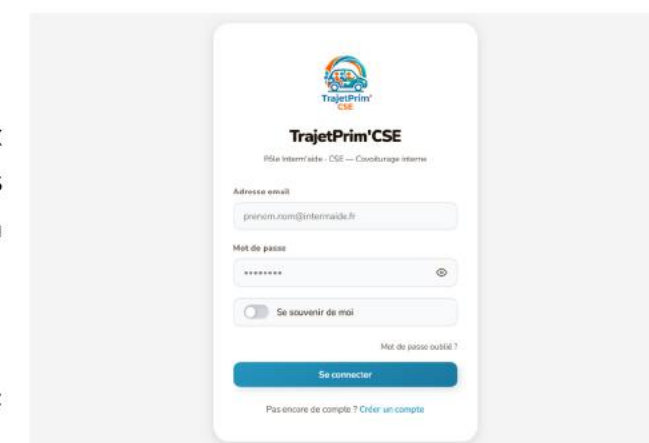 TrajetPrim'
CSE
TrajetPrim'CSE
Pôle Interm'aide - CSE — Covoiturage interne
Adresse email
prenom.nom@intermaide.fr
Mot de passe
••••••••
Se souvenir de moi
Mot de passe oublié ?
Se connecter
Pas encore de compte ? Créer un compte